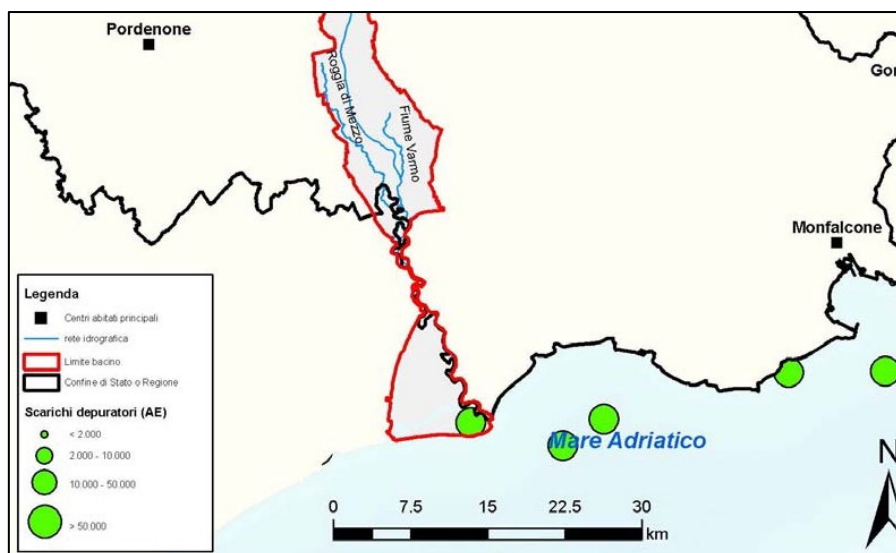 Pordenone
Gor
Roggia di Mezzo
Fiume Varmo
Monfalcone
Legenda
Centri abitati principali
rete idrografica
Limite bacino
Confine di Stato o Regione
Scarichi depuratori (AE)
< 2.000
2.000 - 10.000
10.000 - 50.000
> 50.000
Mare Adriatico
N
0 7.5 15 22.5 30
km